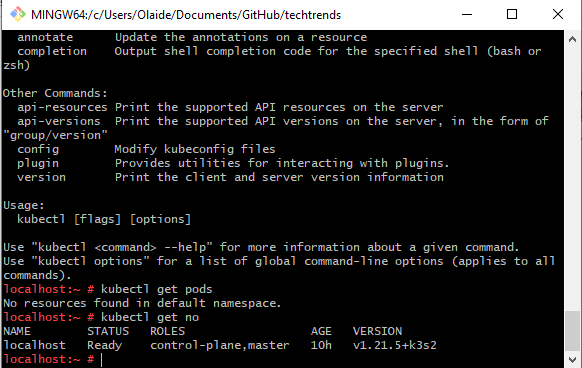 MINGW64:/c/Users/Olaide/Documents/GitHub/techtrends
annotate Update the annotations on a resource
completion Output shell completion code for the specified shell (bash or
zsh)
Other Commands:
api-resources Print the supported API resources on the server
api-versions Print the supported API versions on the server, in the form of
"group/version"
config Modify kubeconfig files
plugin Provides utilities for interacting with plugins.
version Print the client and server version information
Usage:
kubectl [flags] [options]
Use "kubectl <command> --help" for more information about a given command.
Use "kubectl options" for a list of global command-line options (applies to all
commands).
localhost:~ # kubectl get pods
No resources found in default namespace.
localhost:~ # kubectl get no
NAME STATUS ROLES AGE VERSION
localhost Ready control-plane,master 10h v1.21.5+k3s2
localhost:~ #